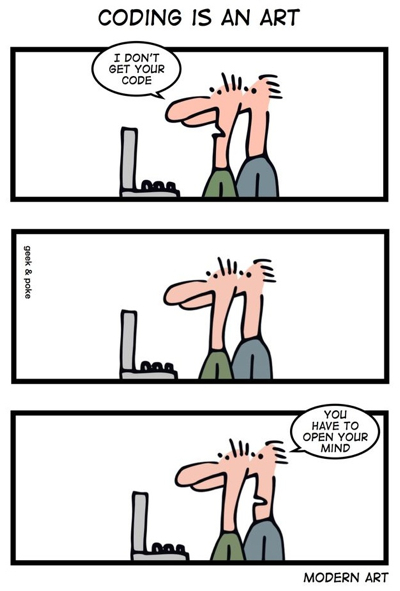 CODING IS AN ART
I DON'T
GET YOUR
CODE
geek & poke
YOU
HAVE TO
OPEN YOUR
MIND
MODERN ART